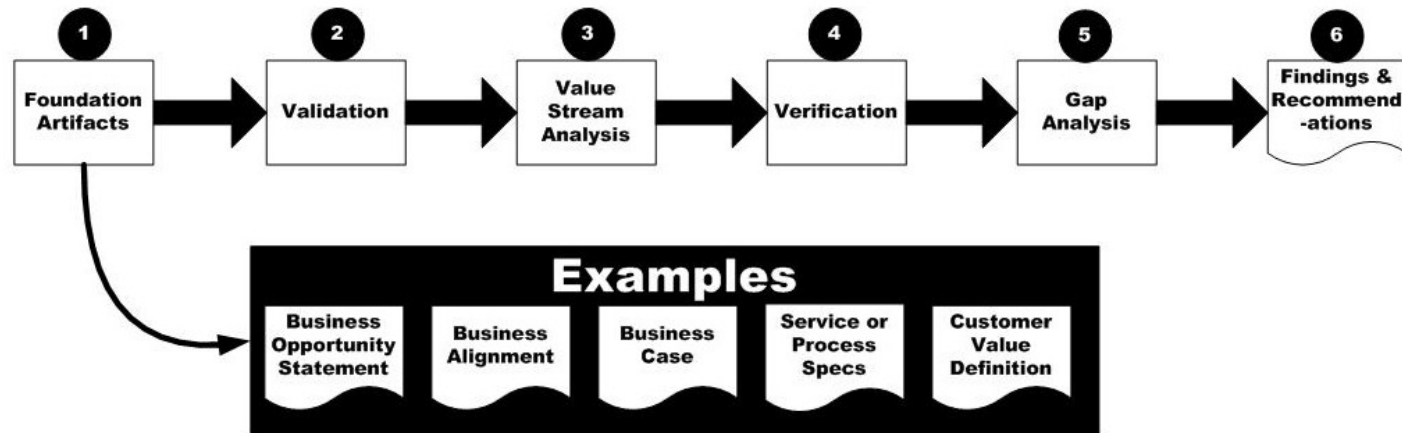 1
2
3
4
5
6
Foundation
Artifacts
Validation
Value
Stream
Analysis
Verification
Gap
Analysis
Findings &
Recommend
-ations
Examples
Business
Opportunity
Statement
Business
Alignment
Business
Case
Service or
Process
Specs
Customer
Value
Definition